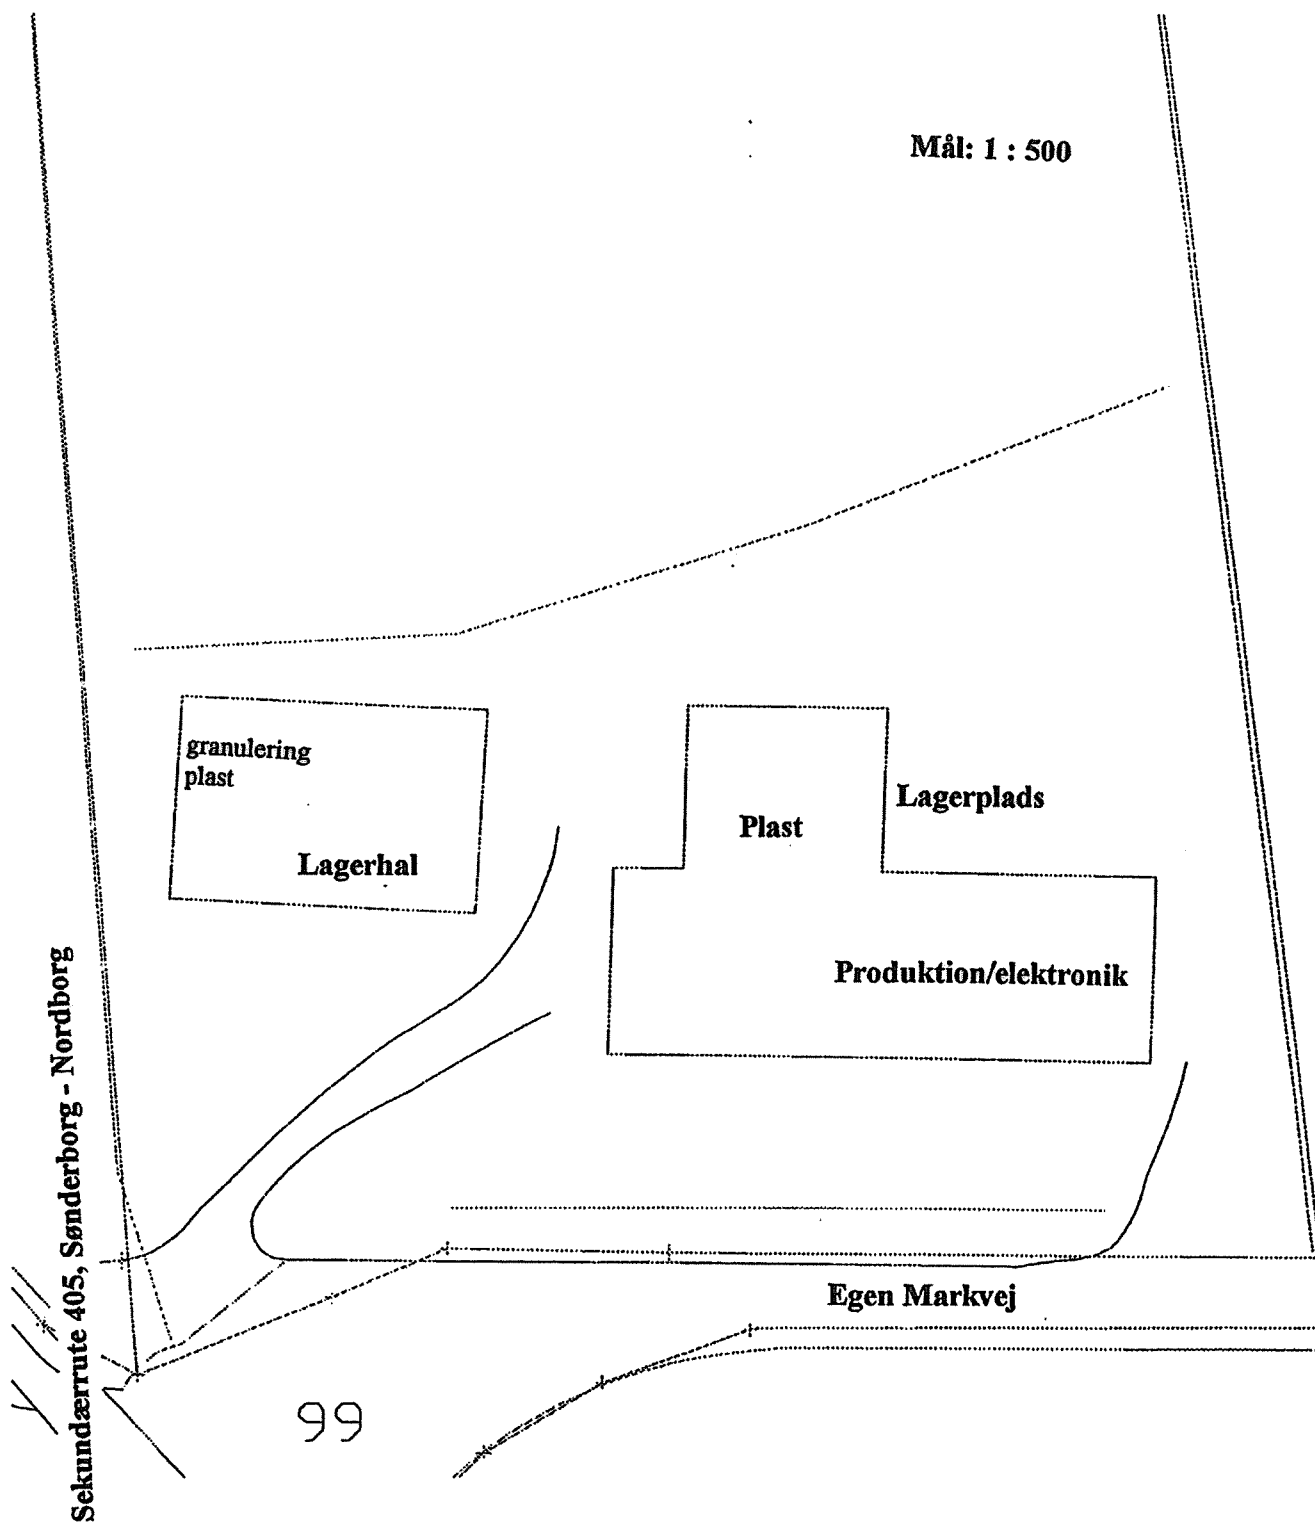 Mål: 1 : 500
granulering
plast
Lagerhal
Plast
Lagerplads
Produktion/elektronik
Sekundærrute 405, Sønderborg - Nordborg
Egen Markvej
99